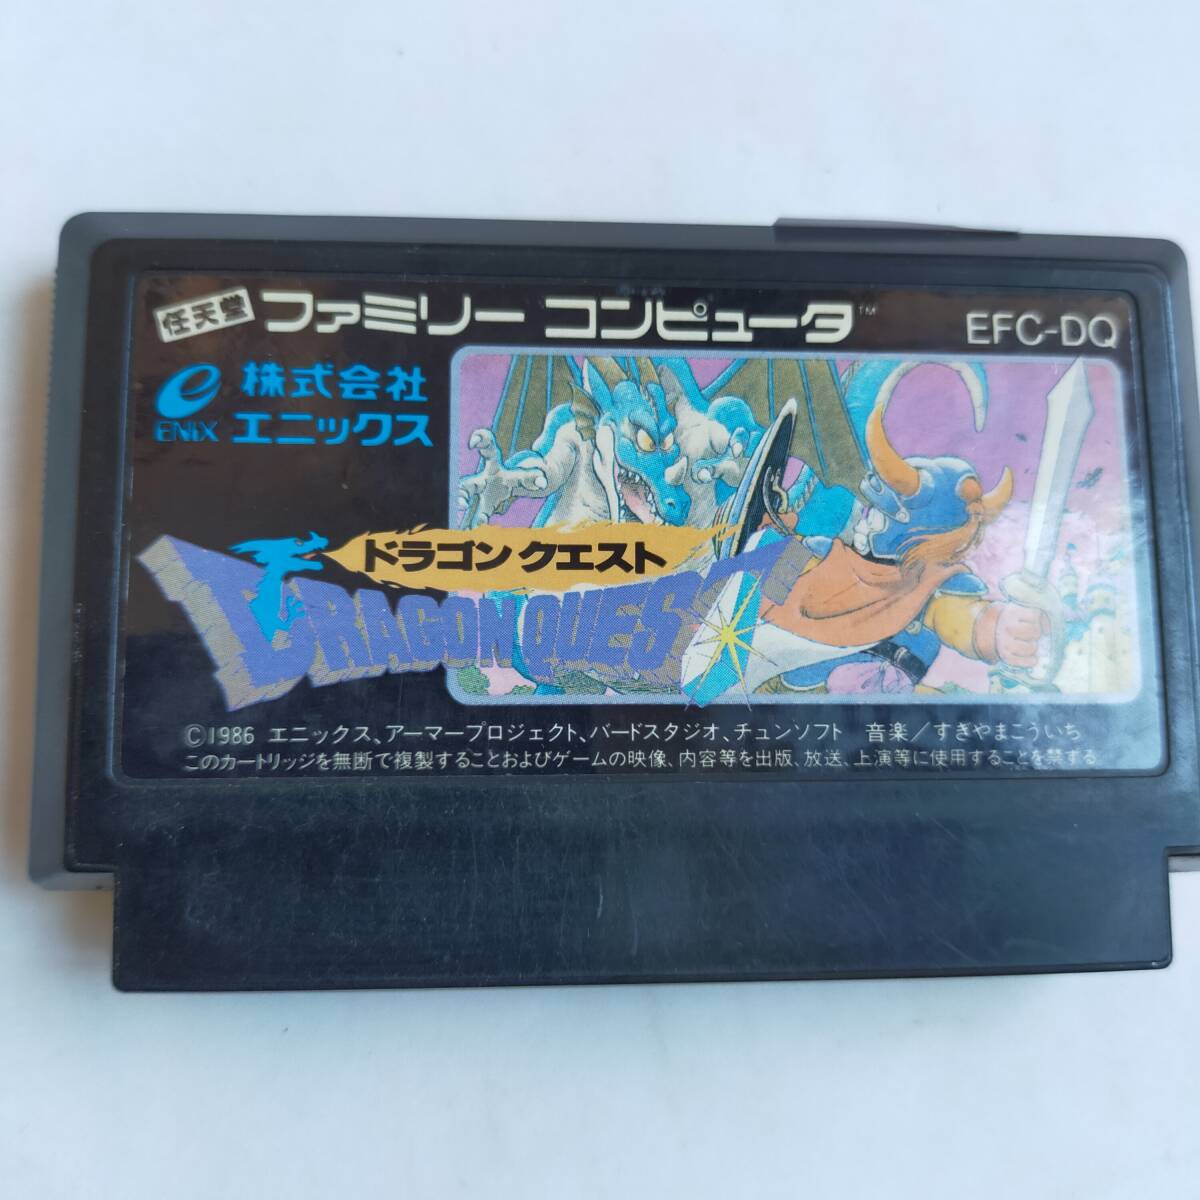 任天堂 ファミリー コンピュータ™
EFC-DQ
株式会社
ENIX エニックス
ドラゴン クエスト
DRAGON QUEST
©1986 エニックス、アーマープロジェクト、バードスタジオ、チュンソフト 音楽/すぎやまこういち
このカートリッジを無断で複製することおよびゲームの映像、内容等を出版、放送、上演等に使用することを禁する